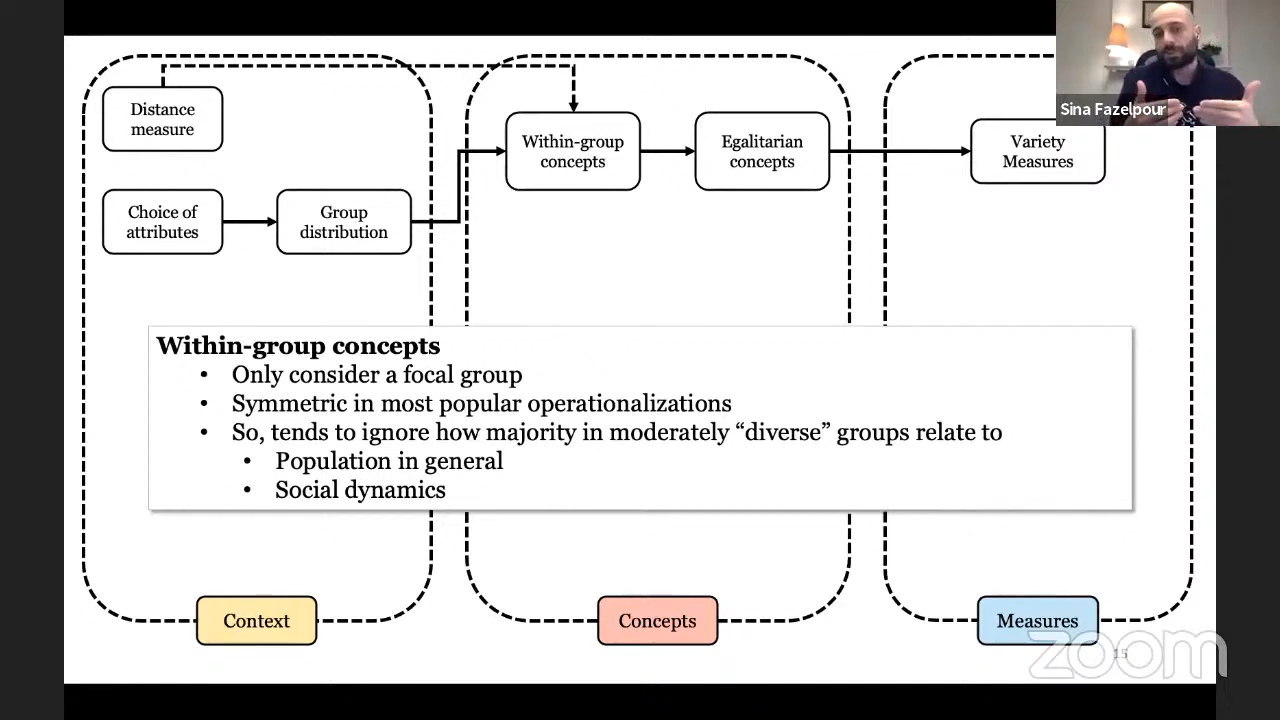 Sina Fazelpour
Distance
measure
Within-group
concepts
Egalitarian
concepts
Variety
Measures
Choice of
attributes
Group
distribution
Within-group concepts
• Only consider a focal group
• Symmetric in most popular operationalizations
• So, tends to ignore how majority in moderately “diverse” groups relate to
• Population in general
• Social dynamics
Context
Concepts
Measures
15
zoom